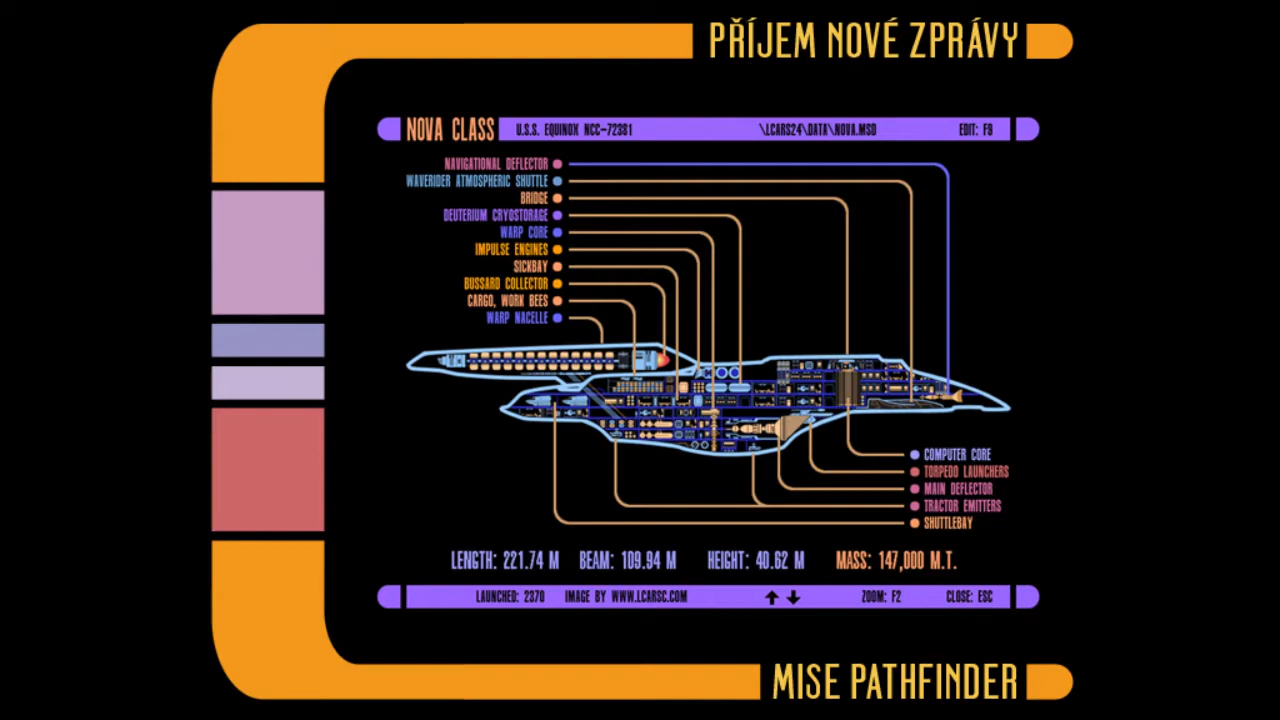 PŘÍJEM NOVÉ ZPRÁVY
NOVA CLASS U.S.S. EQUINOX NCC-72381 \LCARS24\DATA\NOVA.MSD EDIT: F9
NAVIGATIONAL DEFLECTOR
WAVERIDER ATMOSPHERIC SHUTTLE
BRIDGE
DEUTERIUM CRYOSTORAGE
WARP CORE
IMPULSE ENGINES
SICKBAY
BUSSARD COLLECTOR
CARGO, WORK BEES
WARP NACELLE
COMPUTER CORE
TORPEDO LAUNCHERS
MAIN DEFLECTOR
TRACTOR EMITTERS
SHUTTLEBAY
LENGTH: 221.74 M BEAM: 109.94 M HEIGHT: 40.62 M MASS: 147,000 M.T.
LAUNCHED: 2370 IMAGE BY WWW.LCARSC.COM ZOOM: F2 CLOSE: ESC
MISE PATHFINDER